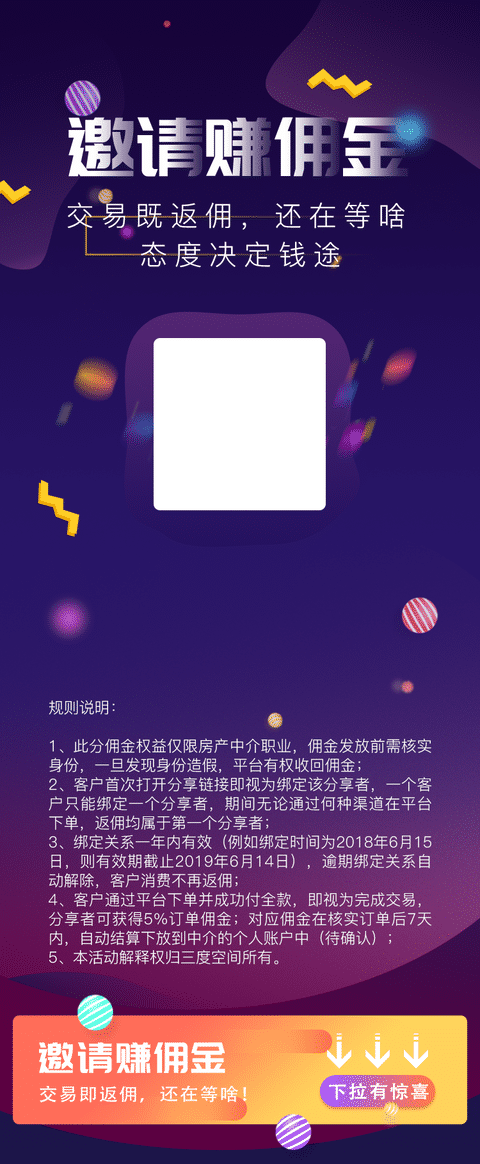 邀请赚佣金
交易既返佣，还在等啥
态度决定钱途
规则说明：
1、此分佣金权益仅限房产中介职业，佣金发放前需核实
身份，一旦发现身份造假，平台有权收回佣金；
2、客户首次打开分享链接即视为绑定该分享者，一个客
户只能绑定一个分享者，期间无论通过何种渠道在平台
下单，返佣均属于第一个分享者；
3、绑定关系一年内有效（例如绑定时间为2018年6月15
日，则有效期截止2019年6月14日），逾期绑定关系自
动解除，客户消费不再返佣；
4、客户通过平台下单并成功付全款，即视为完成交易，
分享者可获得5%订单佣金；对应佣金在核实订单后7天
内，自动结算下放到中介的个人账户中（待确认）；
5、本活动解释权归三度空间所有。
邀请赚佣金
交易即返佣，还在等啥！
下拉有惊喜